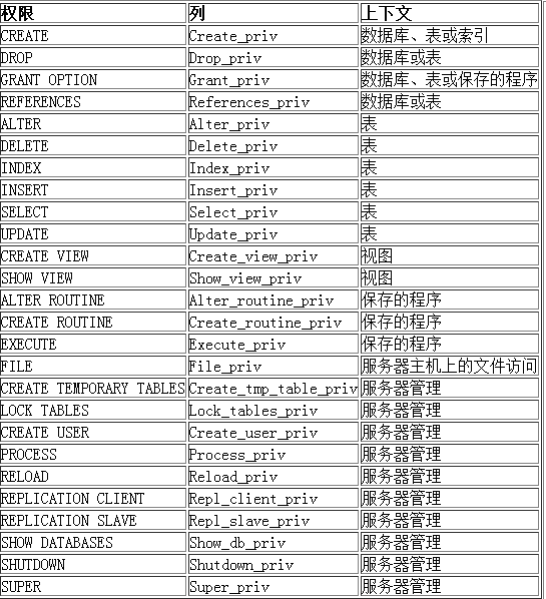 权限 列 上下文
CREATE Create_priv 数据库、表或索引
DROP Drop_priv 数据库或表
GRANT OPTION Grant_priv 数据库、表或保存的程序
REFERENCES References_priv 数据库或表
ALTER Alter_priv 表
DELETE Delete_priv 表
INDEX Index_priv 表
INSERT Insert_priv 表
SELECT Select_priv 表
UPDATE Update_priv 表
CREATE VIEW Create_view_priv 视图
SHOW VIEW Show_view_priv 视图
ALTER ROUTINE Alter_routine_priv 保存的程序
CREATE ROUTINE Create_routine_priv 保存的程序
EXECUTE Execute_priv 保存的程序
FILE File_priv 服务器主机上的文件访问
CREATE TEMPORARY TABLES Create_tmp_table_priv 服务器管理
LOCK TABLES Lock_tables_priv 服务器管理
CREATE USER Create_user_priv 服务器管理
PROCESS Process_priv 服务器管理
RELOAD Reload_priv 服务器管理
REPLICATION CLIENT Repl_client_priv 服务器管理
REPLICATION SLAVE Repl_slave_priv 服务器管理
SHOW DATABASES Show_db_priv 服务器管理
SHUTDOWN Shutdown_priv 服务器管理
SUPER Super_priv 服务器管理